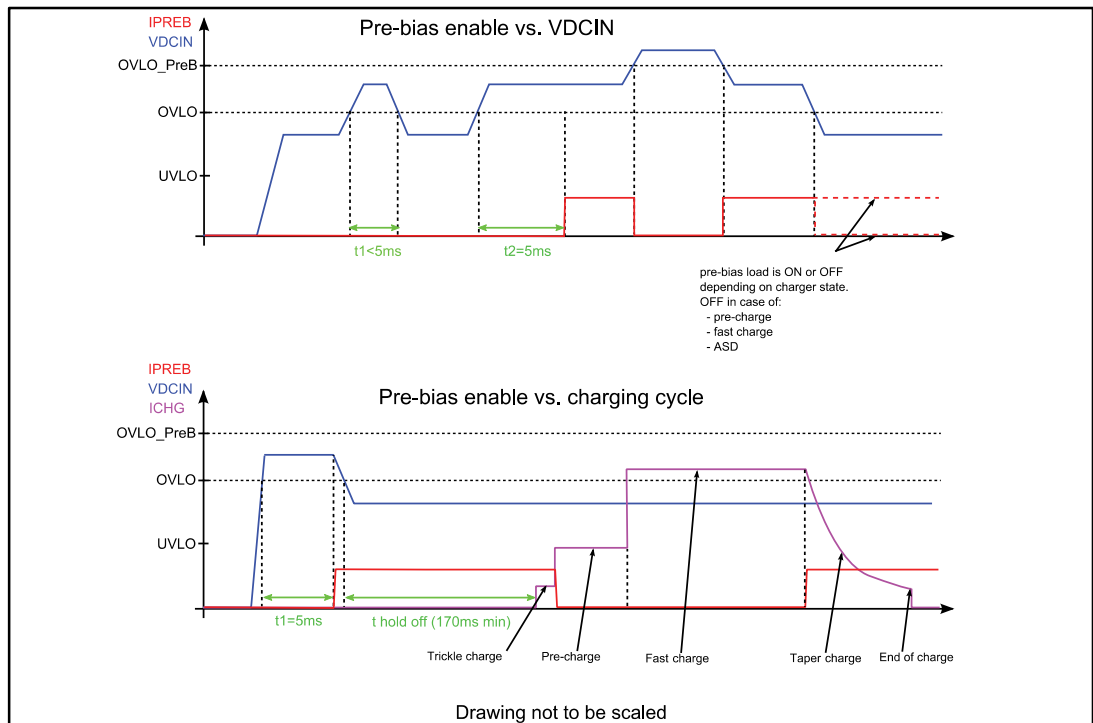 IPREB
Pre-bias enable vs. VDCIN
VDCIN
OVLO_PreB
OVLO
UVLO
t1<5ms
t2=5ms
pre-bias load is ON or OFF
depending on charger state.
OFF in case of:
- pre-charge
- fast charge
- ASD
IPREB
VDCIN
ICHG
Pre-bias enable vs. charging cycle
OVLO_PreB
OVLO
UVLO
t1=5ms
t hold off (170ms min)
Trickle charge
Pre-charge
Fast charge
Taper charge
End of charge
Drawing not to be scaled